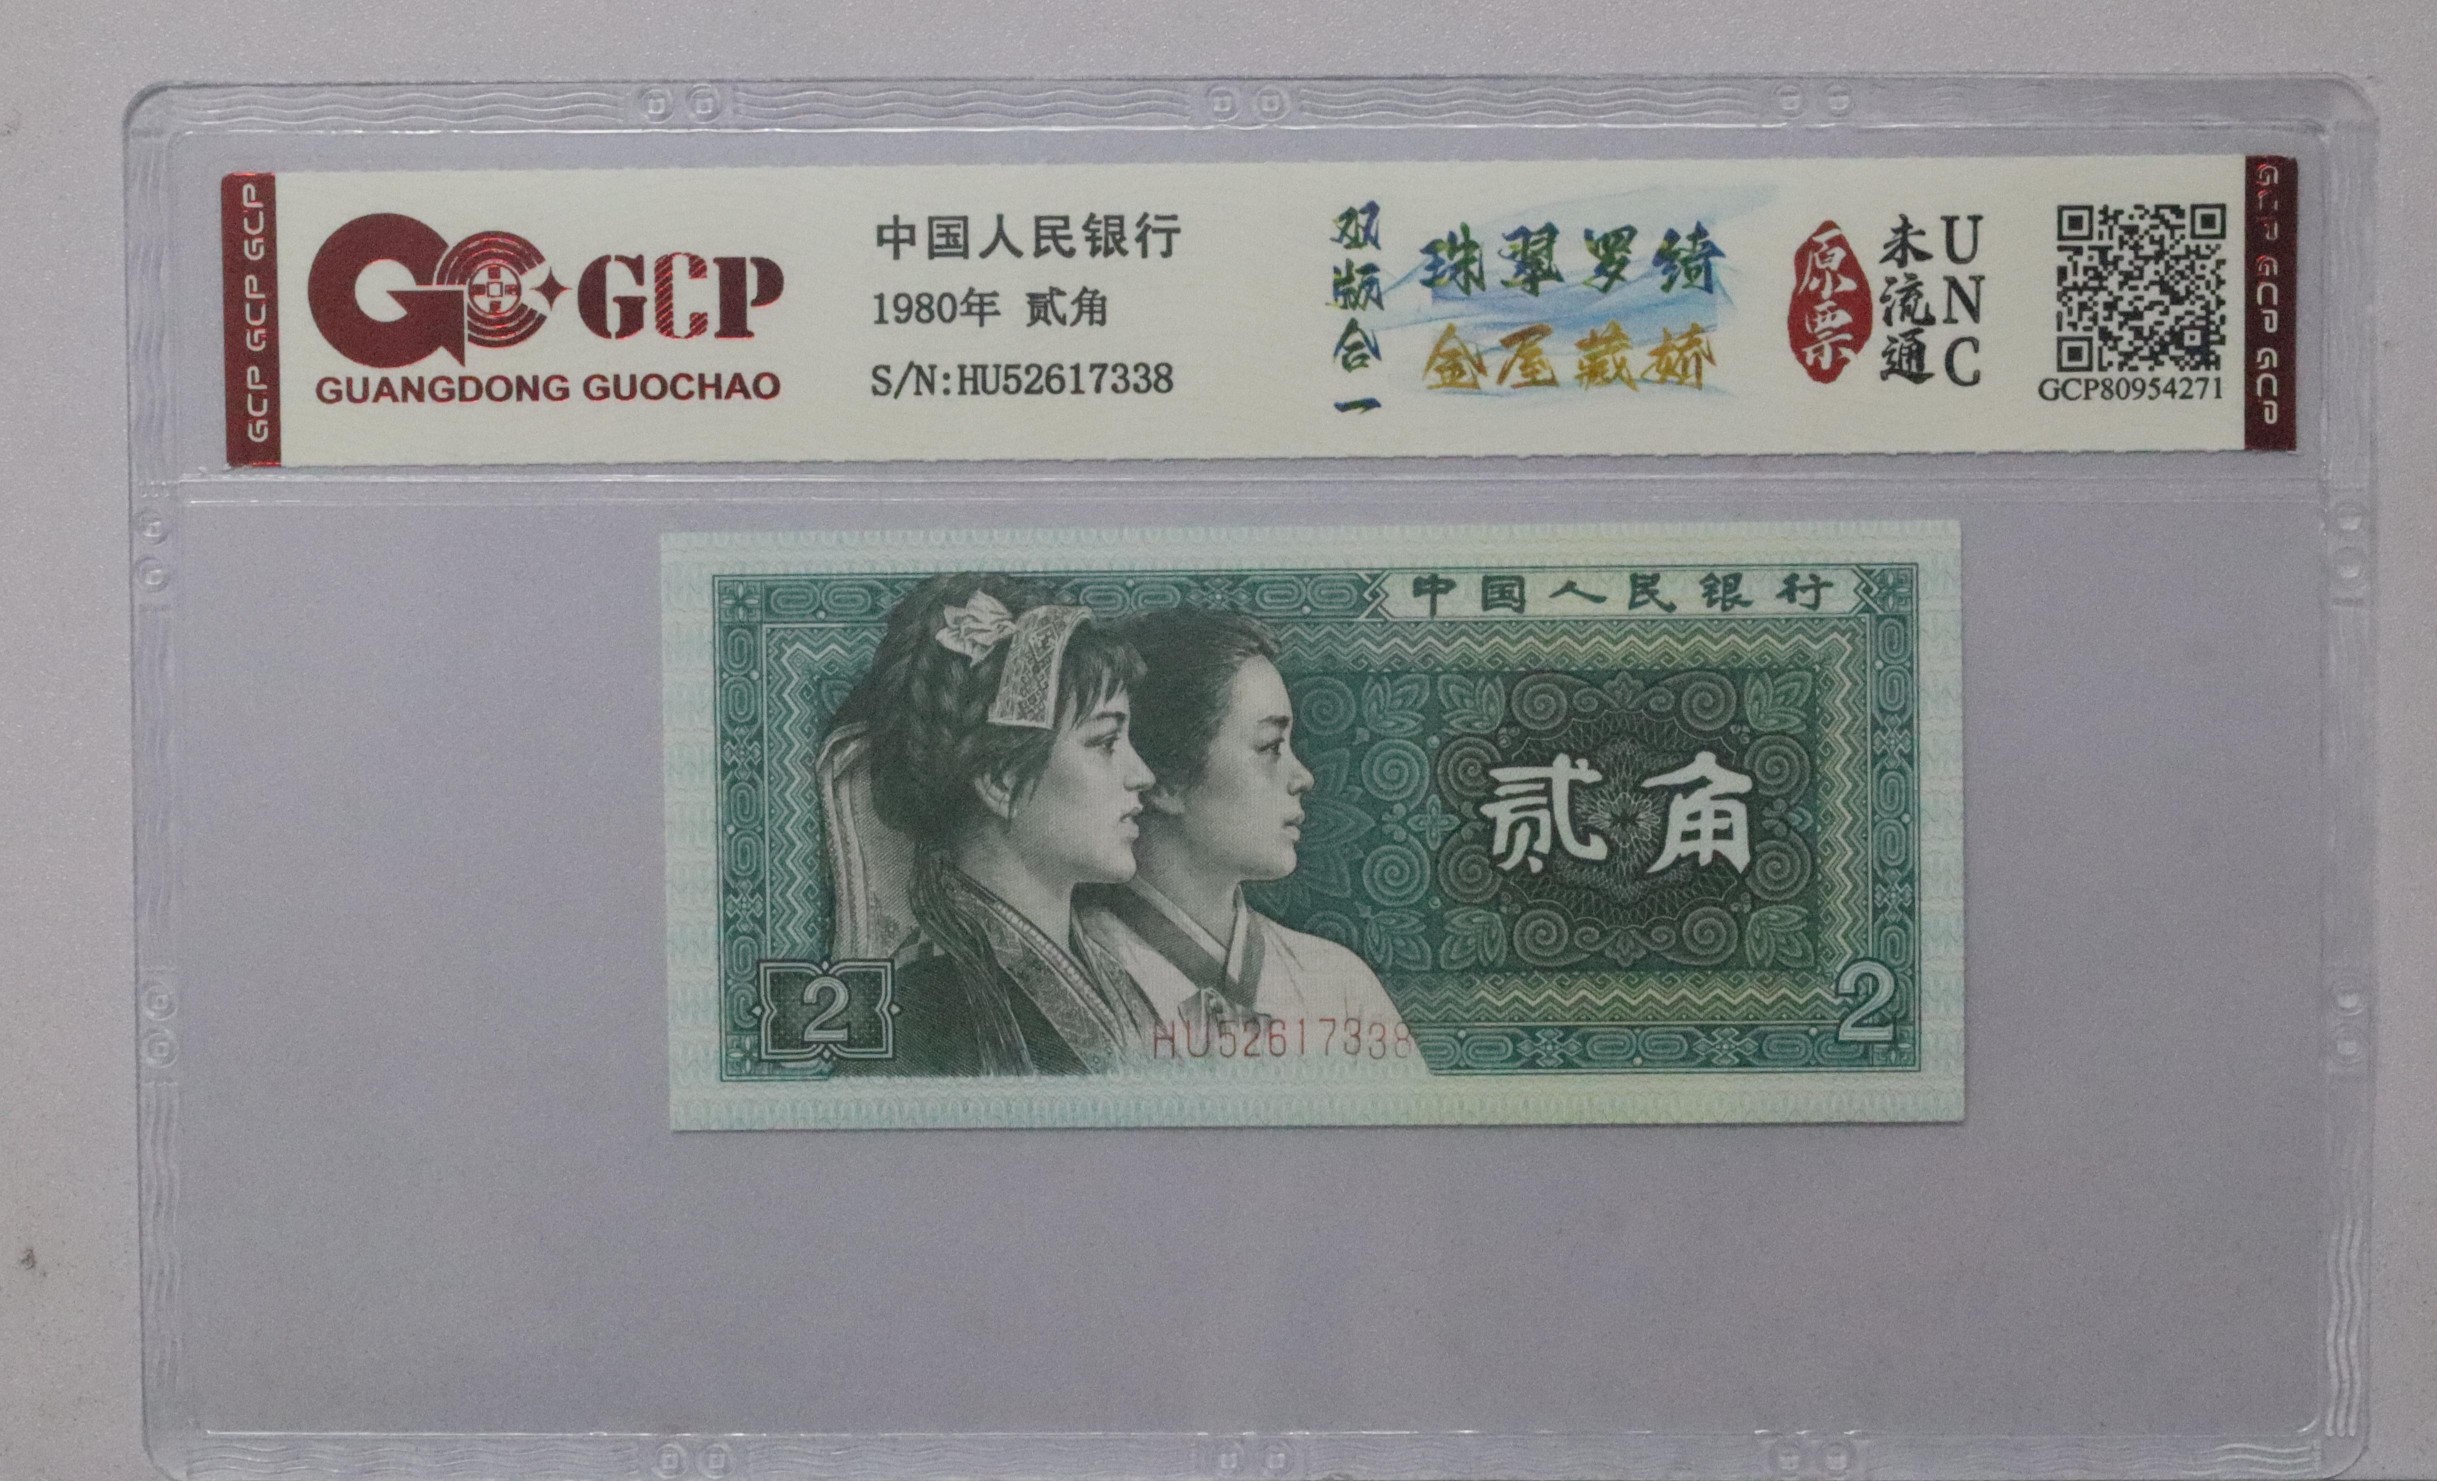 GCP GCP GCP
GCP
GUANGDONG GUOCHAO
中国人民银行
1980年 贰角
S/N:HU52617338
双版合一
珠翠罗绮
金屋藏娇
原票
未流通
UNC
GCP80954271
GCP GCP GCP
中国人民银行
贰角
2
HU52617338
2